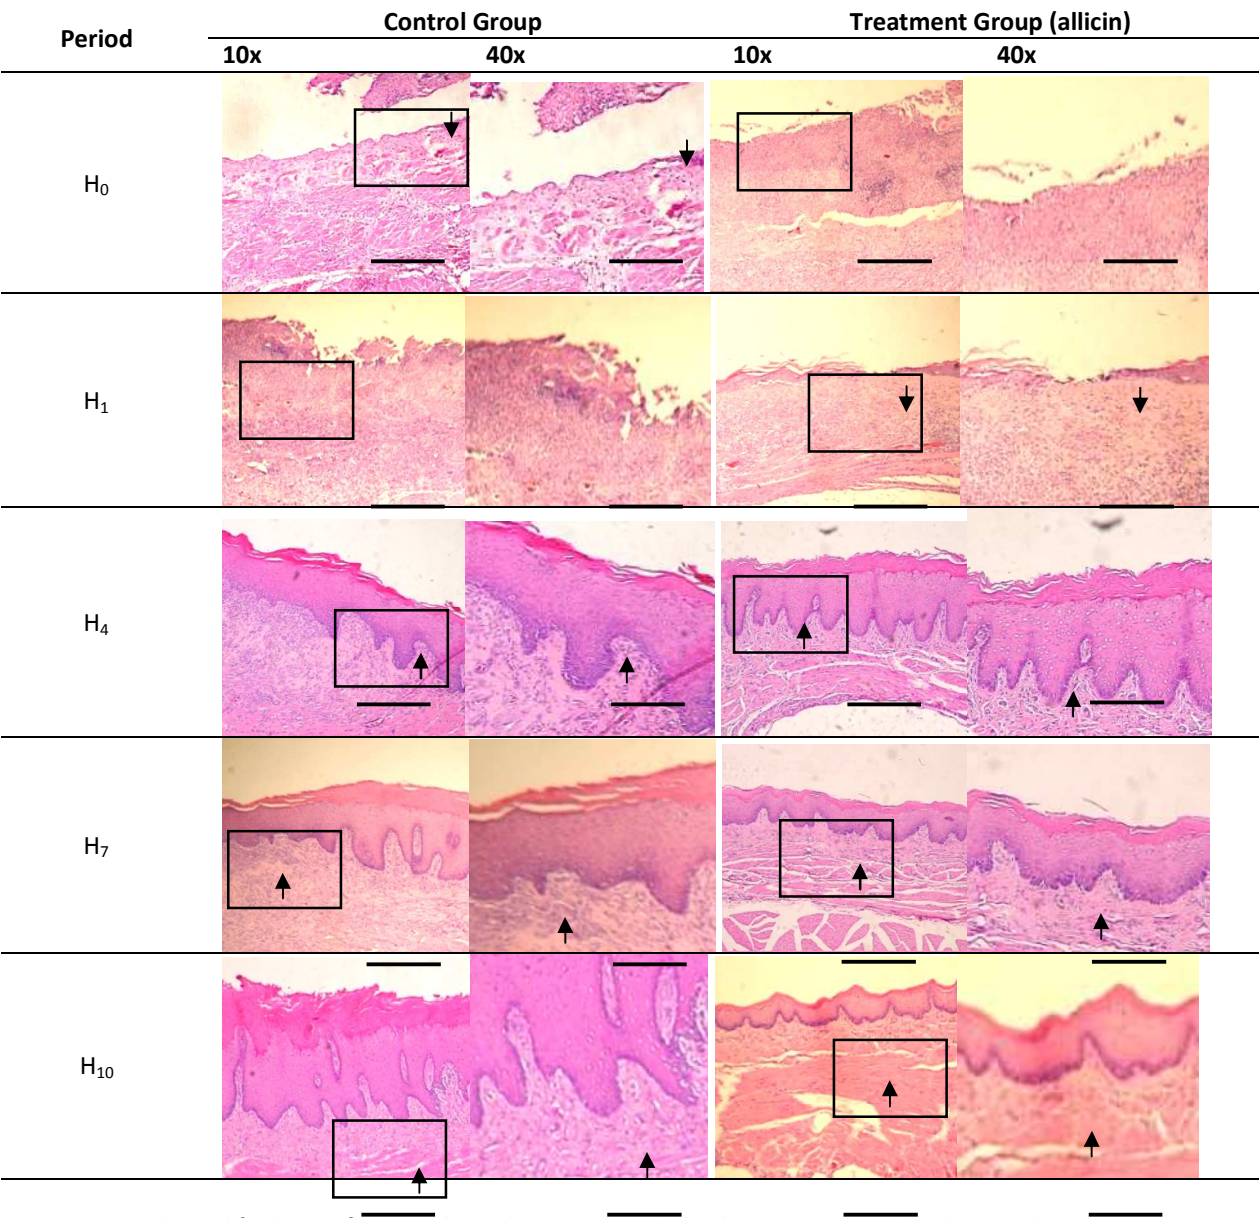 Period
Control Group
Treatment Group (allicin)
10x
40x
10x
40x
H₀
H₁
H₄
H₇
H₁₀